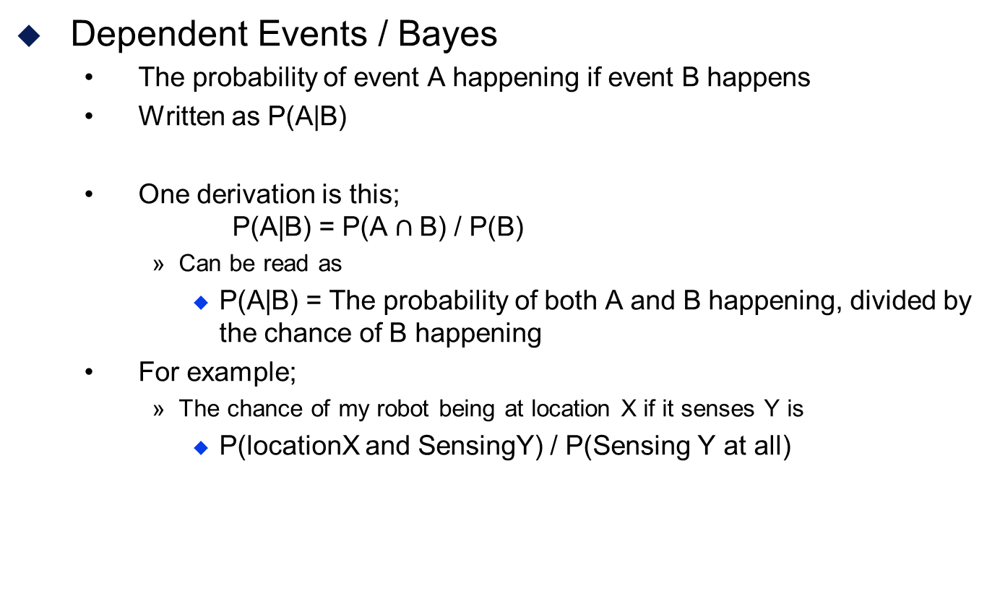 Dependent Events / Bayes
• The probability of event A happening if event B happens
• Written as P(A|B)
• One derivation is this;
P(A|B) = P(A ∩ B) / P(B)
» Can be read as
◆ P(A|B) = The probability of both A and B happening, divided by
the chance of B happening
• For example;
» The chance of my robot being at location X if it senses Y is
◆ P(locationX and SensingY) / P(Sensing Y at all)